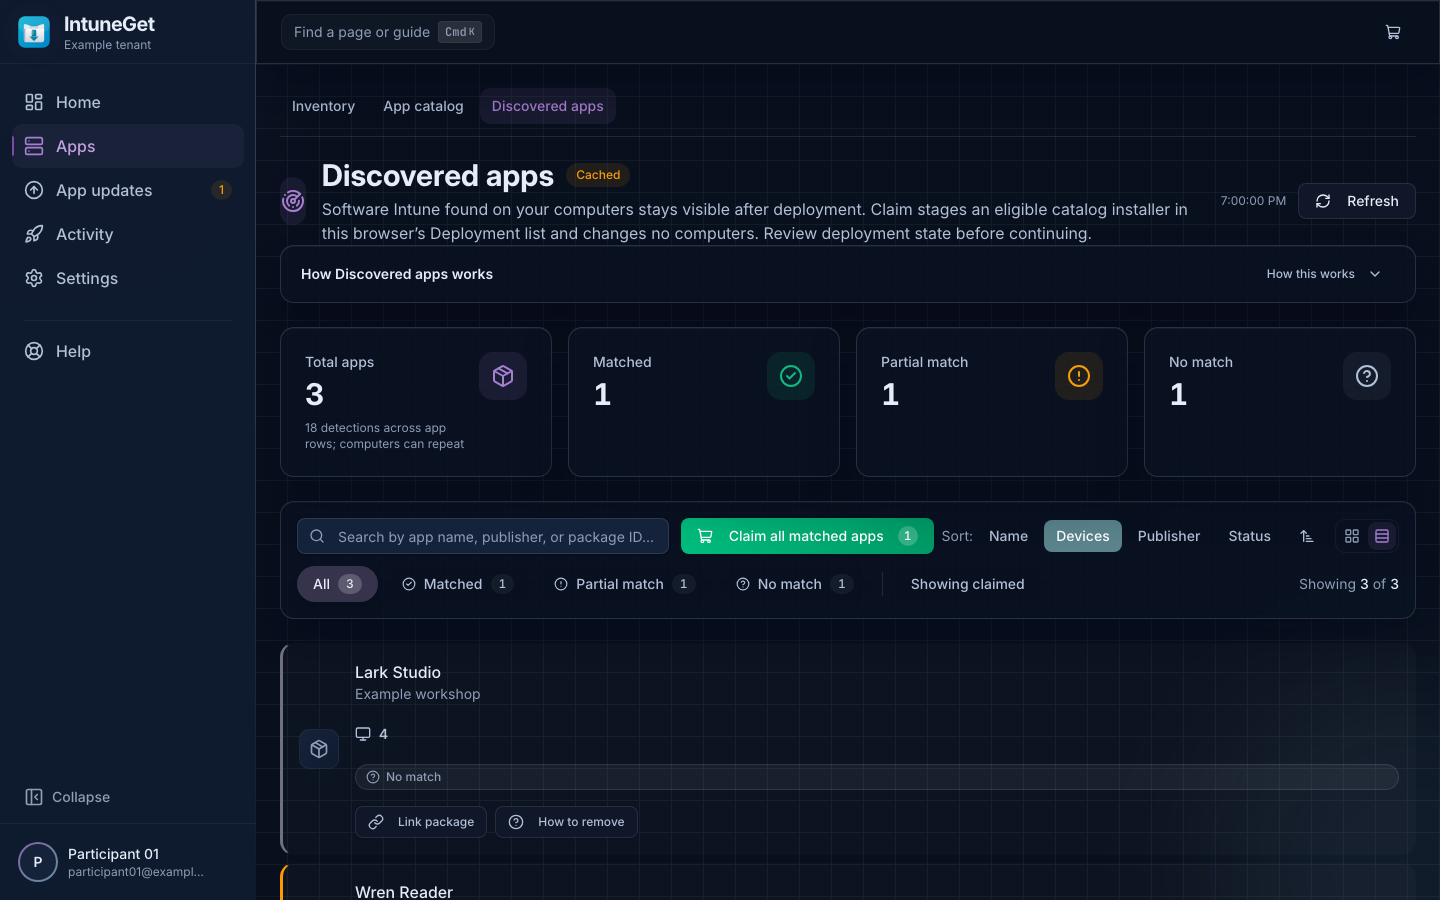 IntuneGet
Example tenant
Find a page or guide Cmd K
Home
Apps
App updates 1
Activity
Settings
Help
Collapse
P
Participant 01
participant01@exampl...
Inventory App catalog Discovered apps
Discovered apps Cached
Software Intune found on your computers stays visible after deployment. Claim stages an eligible catalog installer in
this browser’s Deployment list and changes no computers. Review deployment state before continuing.
7:00:00 PM Refresh
How Discovered apps works How this works
Total apps
3
18 detections across app
rows; computers can repeat
Matched
1
Partial match
1
No match
1
Search by app name, publisher, or package ID... Claim all matched apps 1 Sort: Name Devices Publisher Status
All 3 Matched 1 Partial match 1 No match 1 Showing claimed Showing 3 of 3
Lark Studio
Example workshop
4
No match
Link package How to remove
Wren Reader